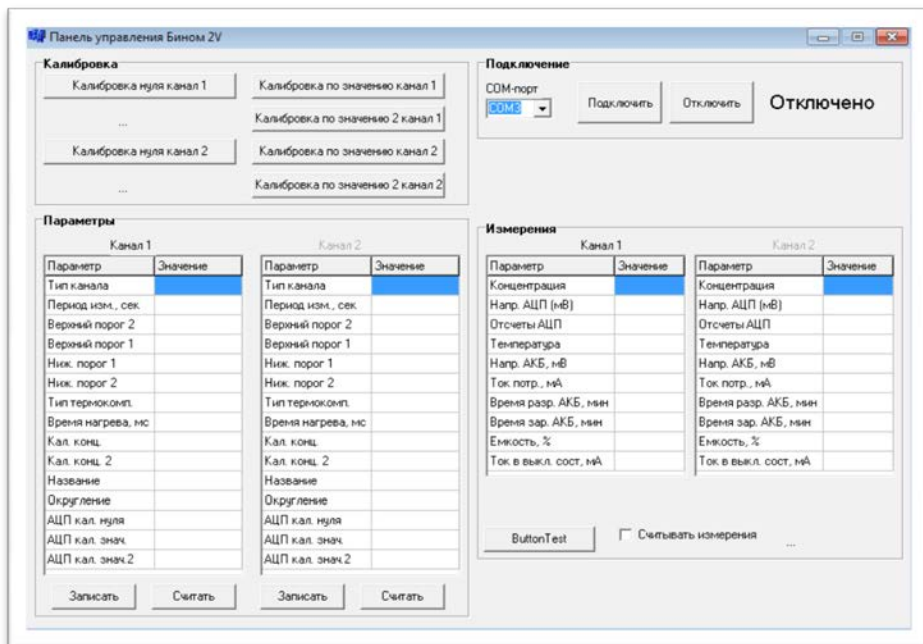 Панель управления Бином 2V
Калибровка
Калибровка нуля канал 1
Калибровка по значению канал 1
...
Калибровка по значению 2 канал 1
Калибровка нуля канал 2
Калибровка по значению канал 2
...
Калибровка по значению 2 канал 2
Подключение
COM-порт
COM3
Подключить
Отключить
Отключено
Параметры
Канал 1
Параметр Значение
Тип канала
Период изм., сек
Верхний порог 2
Верхний порог 1
Ниж. порог 1
Ниж. порог 2
Тип термокомп.
Время нагрева, мс
Кал. конц.
Кал. конц. 2
Название
Округление
АЦП кал. нуля
АЦП кал. знач.
АЦП кал. знач.2
Записать Считать
Канал 2
Параметр Значение
Тип канала
Период изм., сек
Верхний порог 2
Верхний порог 1
Ниж. порог 1
Ниж. порог 2
Тип термокомп.
Время нагрева, мс
Кал. конц.
Кал. конц. 2
Название
Округление
АЦП кал. нуля
АЦП кал. знач.
АЦП кал. знач.2
Записать Считать
Измерения
Канал 1
Параметр Значение
Концентрация
Напр. АЦП (мВ)
Отсчеты АЦП
Температура
Напр. АКБ, мВ
Ток потр., мА
Время разр. АКБ, мин
Время зар. АКБ, мин
Емкость, %
Ток в выкл. сост, мА
Канал 2
Параметр Значение
Концентрация
Напр. АЦП (мВ)
Отсчеты АЦП
Температура
Напр. АКБ, мВ
Ток потр., мА
Время разр. АКБ, мин
Время зар. АКБ, мин
Емкость, %
Ток в выкл. сост, мА
ButtonTest
Считывать измерения
...